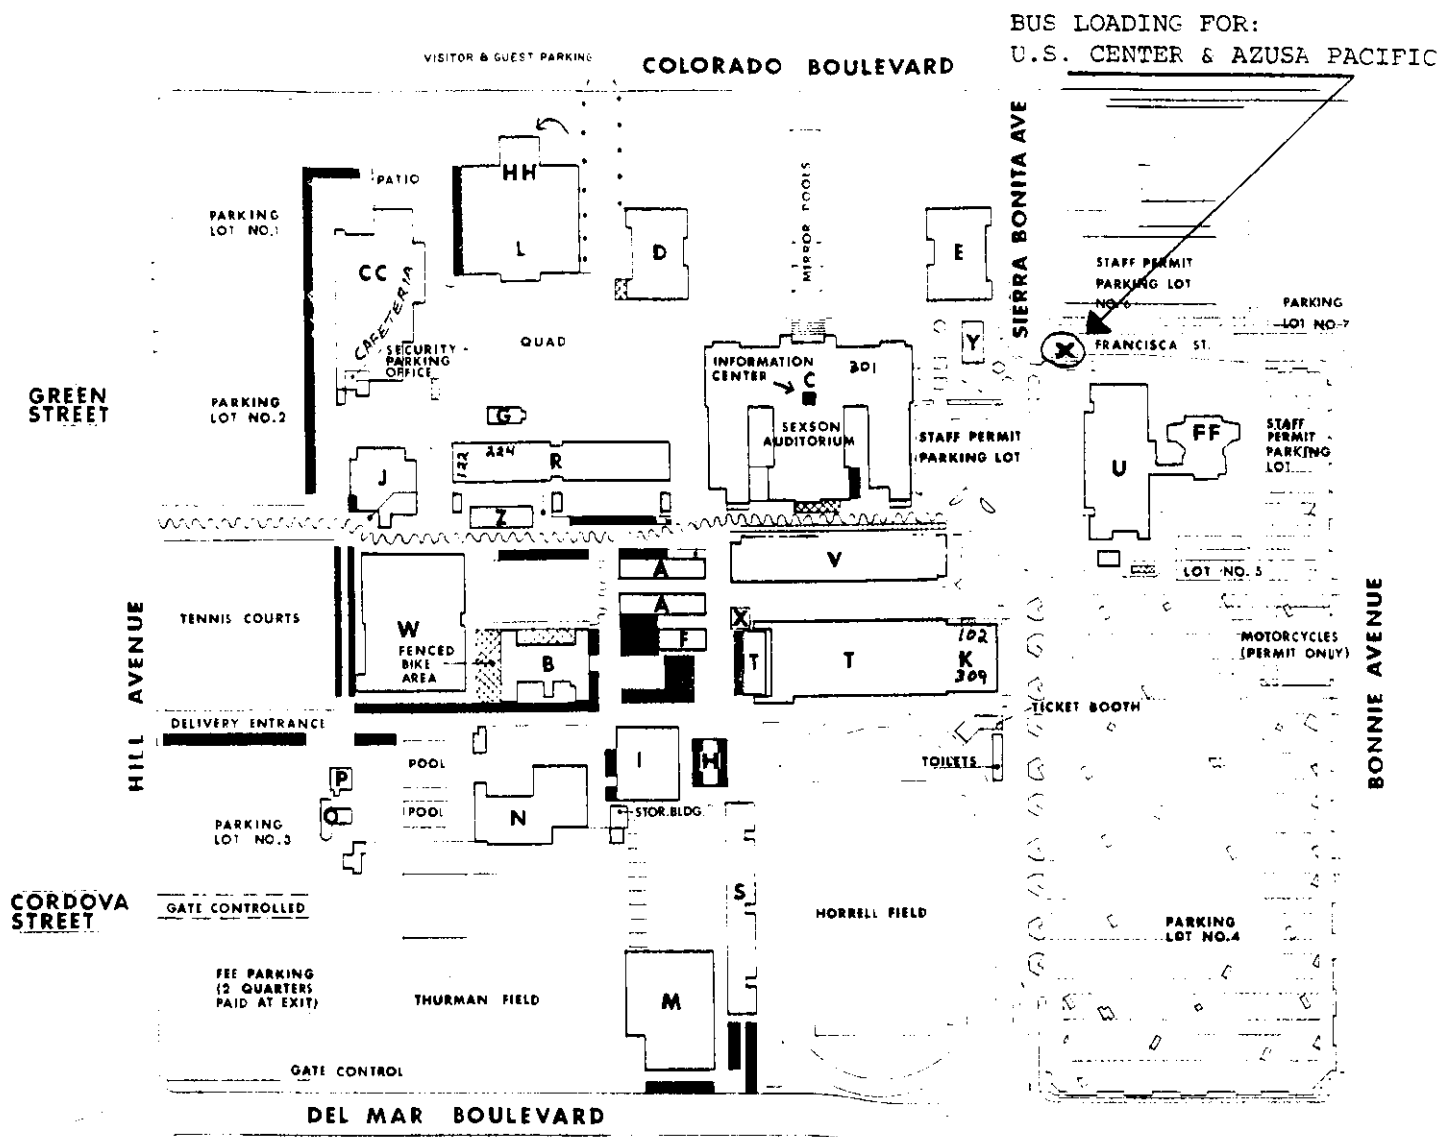 BUS LOADING FOR:
U.S. CENTER & AZUSA PACIFIC
VISITOR & GUEST PARKING
COLORADO BOULEVARD
SIERRA BONITA AVE
HH
PATIO
MIRROR POOLS
PARKING
LOT NO.1
L
D
E
CC
CAFETERIA
STAFF PERMIT
PARKING LOT
NO.6
PARKING
LOT NO.7
QUAD
Y
X
FRANCISCA ST.
SECURITY
PARKING
OFFICE
INFORMATION
CENTER
C
301
GREEN
STREET
PARKING
LOT NO.2
G
SEXSON
AUDITORIUM
STAFF PERMIT
PARKING LOT
FF
STAFF
PERMIT
PARKING
LOT
122
224
R
J
U
Z
V
A
LOT NO. 5
HILL AVENUE
TENNIS COURTS
A
X
W
FENCED
BIKE
AREA
B
F
T
T
102
K
309
MOTORCYCLES
(PERMIT ONLY)
BONNIE AVENUE
DELIVERY ENTRANCE
TICKET BOOTH
POOL
I
H
TOILETS
P
O
POOL
N
STOR. BLDG.
PARKING
LOT NO.3
CORDOVA
STREET
GATE CONTROLLED
S
HORRELL FIELD
PARKING
LOT NO.4
FEE PARKING
(2 QUARTERS
PAID AT EXIT)
THURMAN FIELD
M
GATE CONTROL
DEL MAR BOULEVARD